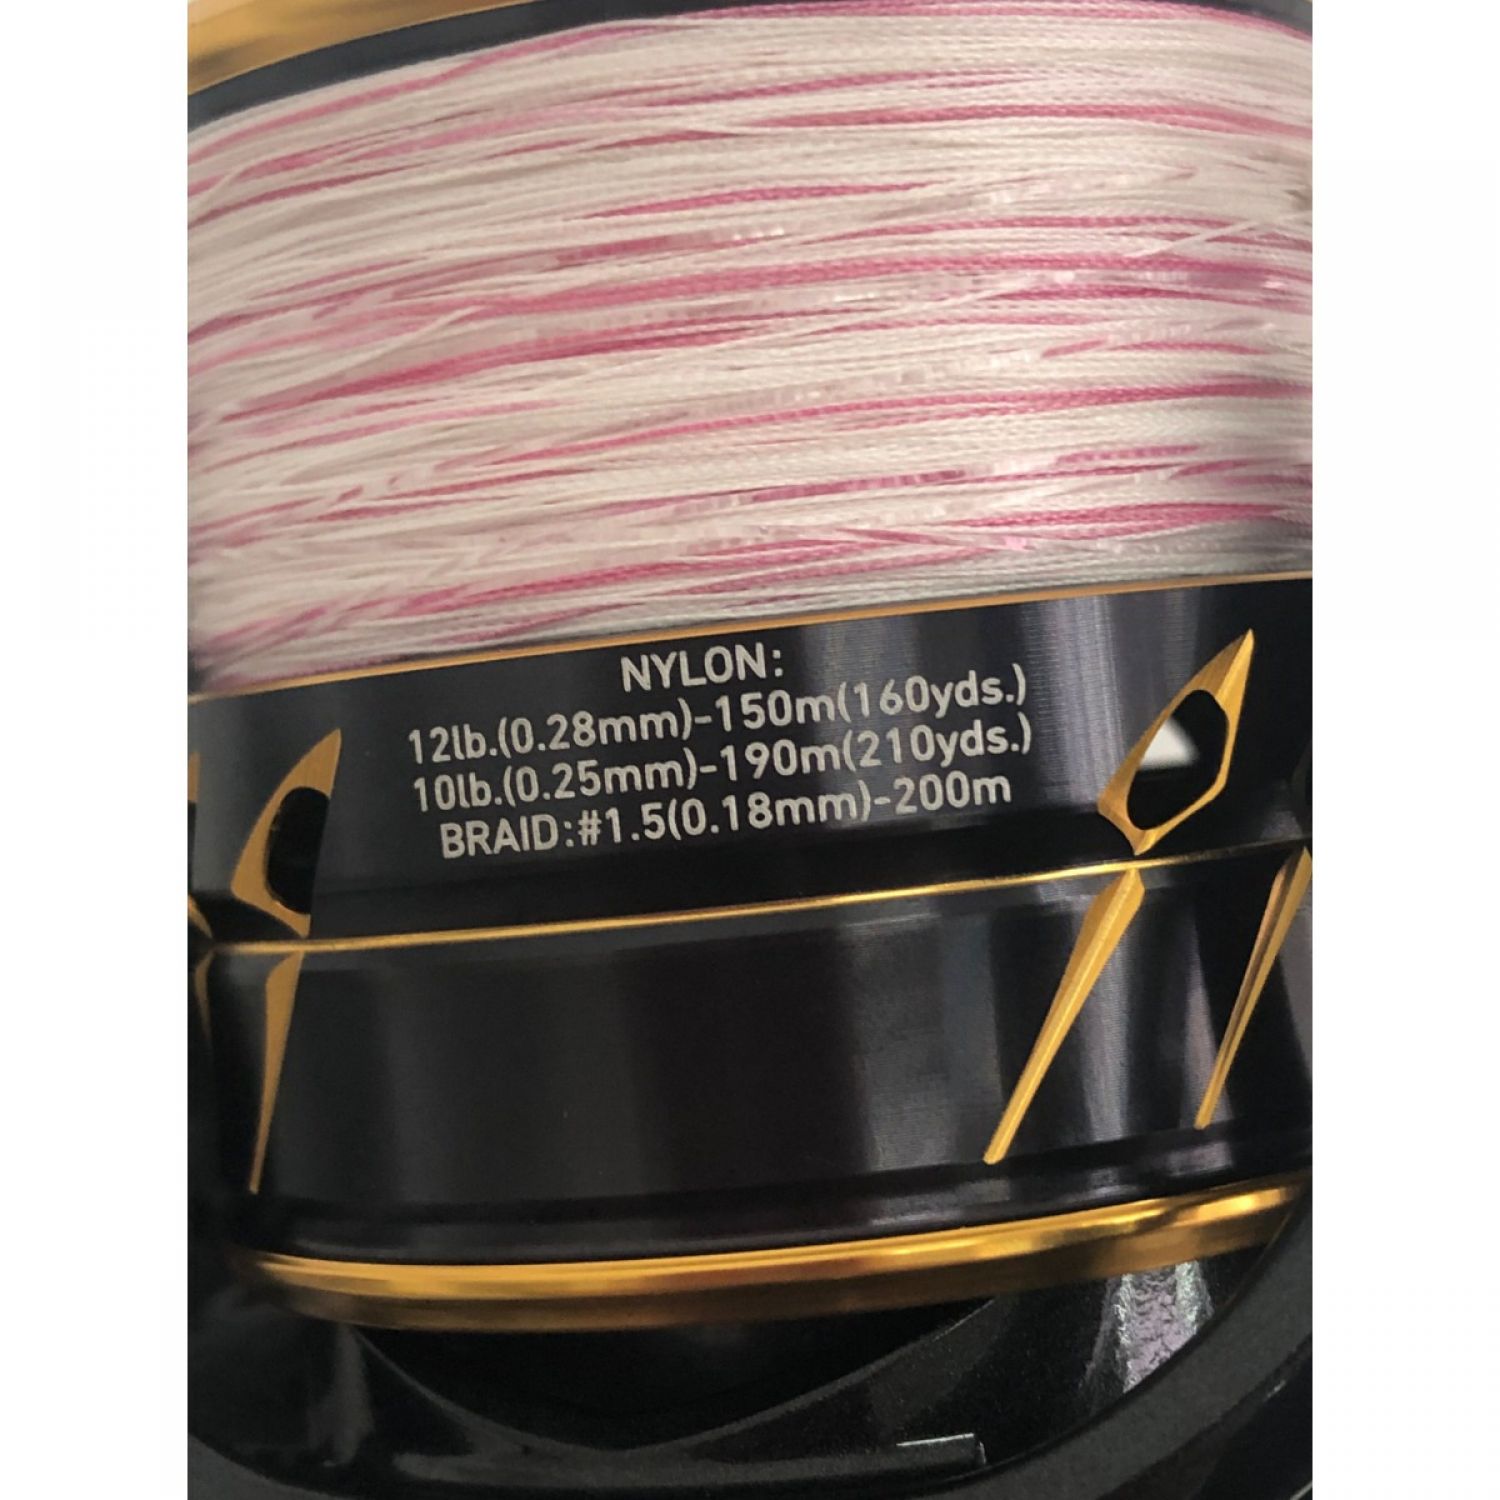 NYLON:
12lb.(0.28mm)-150m(160yds.)
10lb.(0.25mm)-190m(210yds.)
BRAID:#1.5(0.18mm)-200m